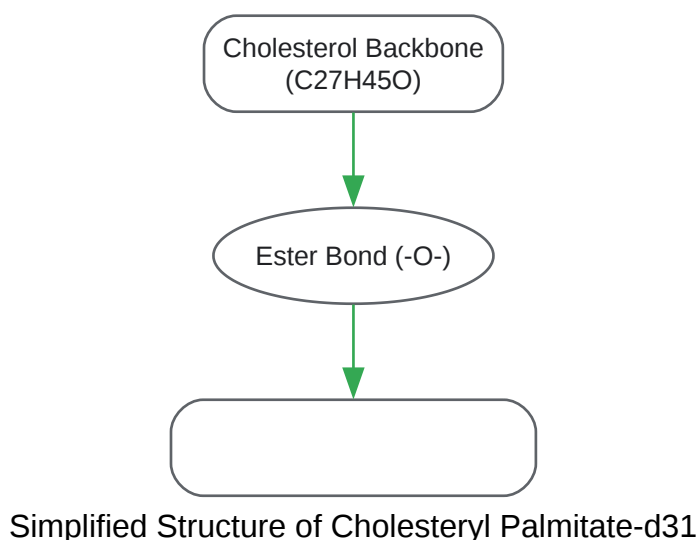 Cholesterol Backbone
(C27H45O)
Ester Bond (-O-)
Simplified Structure of Cholesteryl Palmitate-d31